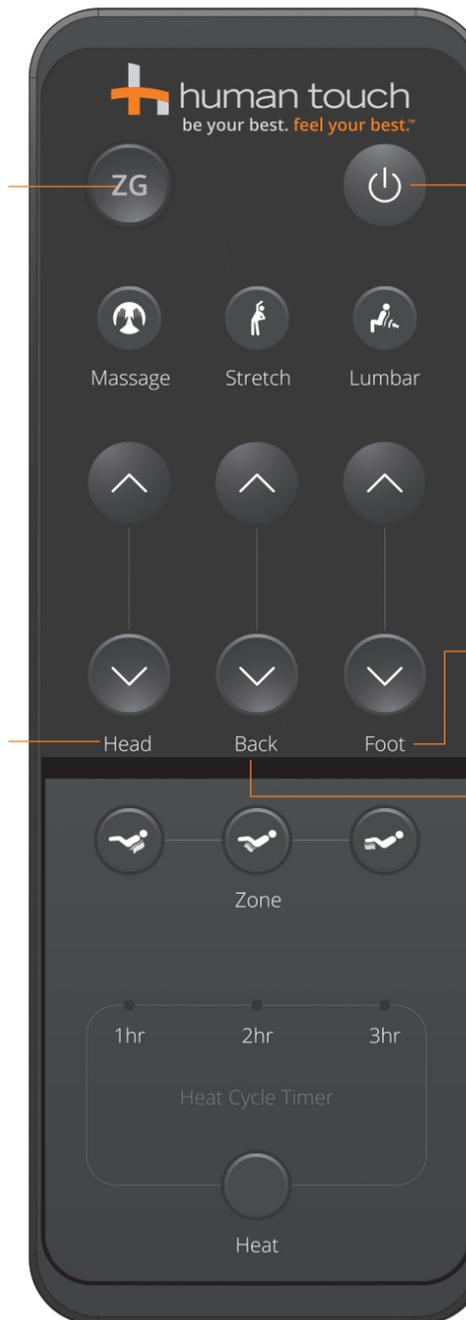 human touch
be your best. feel your best.™
ZG
Massage Stretch Lumbar
Head Back Foot
Zone
1hr 2hr 3hr
Heat Cycle Timer
Heat